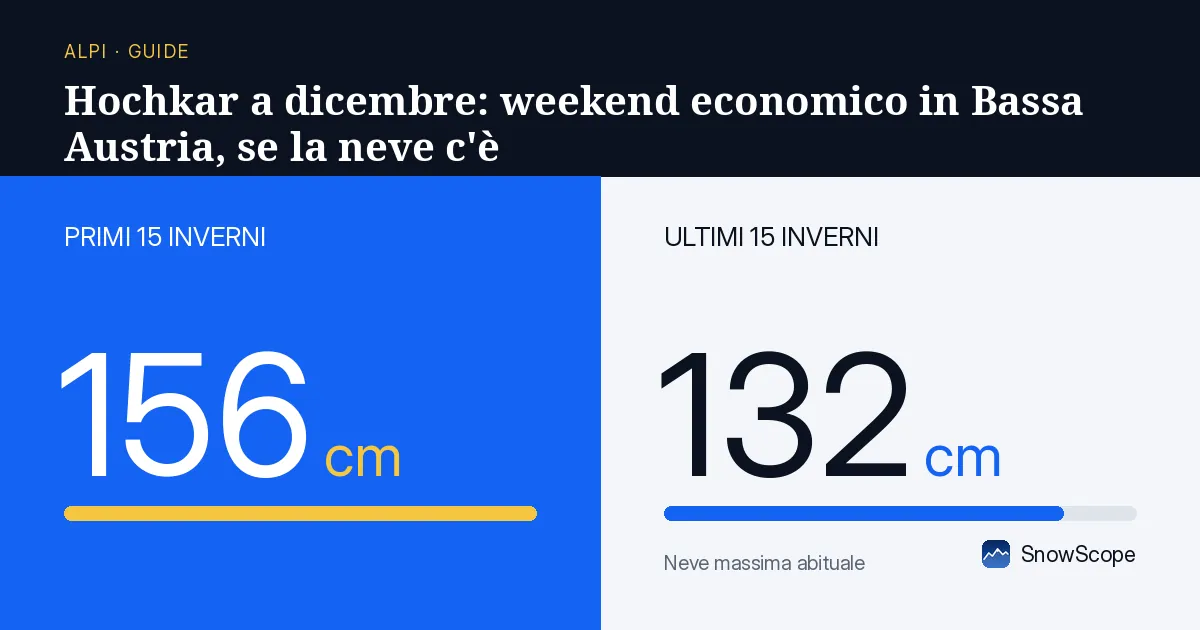 ALPI · GUIDE
Hochkar a dicembre: weekend economico in Bassa
Austria, se la neve c'è
PRIMI 15 INVERNI
156 cm
ULTIMI 15 INVERNI
132 cm
Neve massima abituale
SnowScope